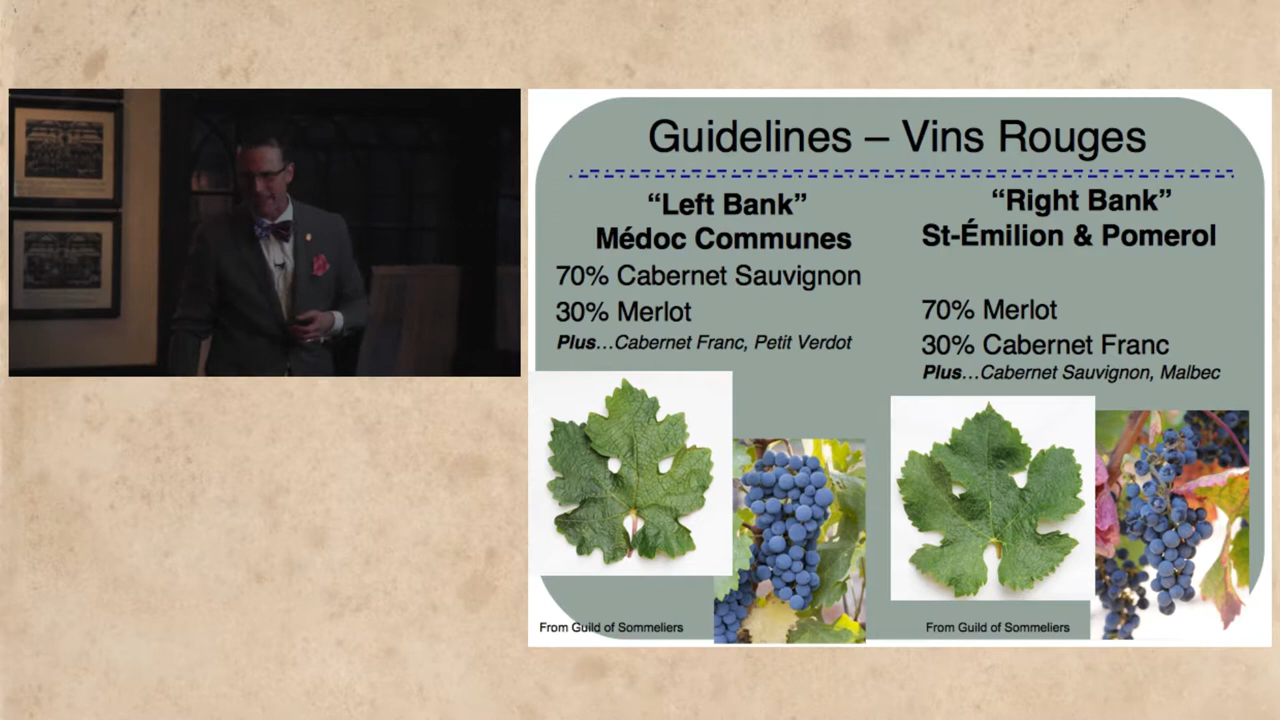 Guidelines – Vins Rouges
“Left Bank”
Médoc Communes
70% Cabernet Sauvignon
30% Merlot
Plus…Cabernet Franc, Petit Verdot
From Guild of Sommeliers
“Right Bank”
St-Émilion & Pomerol
70% Merlot
30% Cabernet Franc
Plus…Cabernet Sauvignon, Malbec
From Guild of Sommeliers